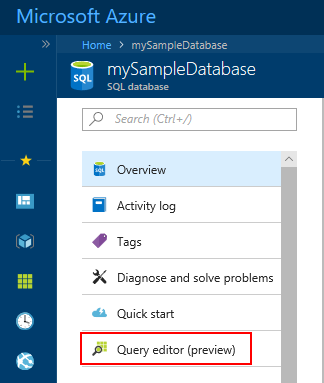 Microsoft Azure
Home > mySampleDatabase
SQL
mySampleDatabase
SQL database
Search (Ctrl+/)
SQL
Overview
Activity log
Tags
Diagnose and solve problems
Quick start
Query editor (preview)